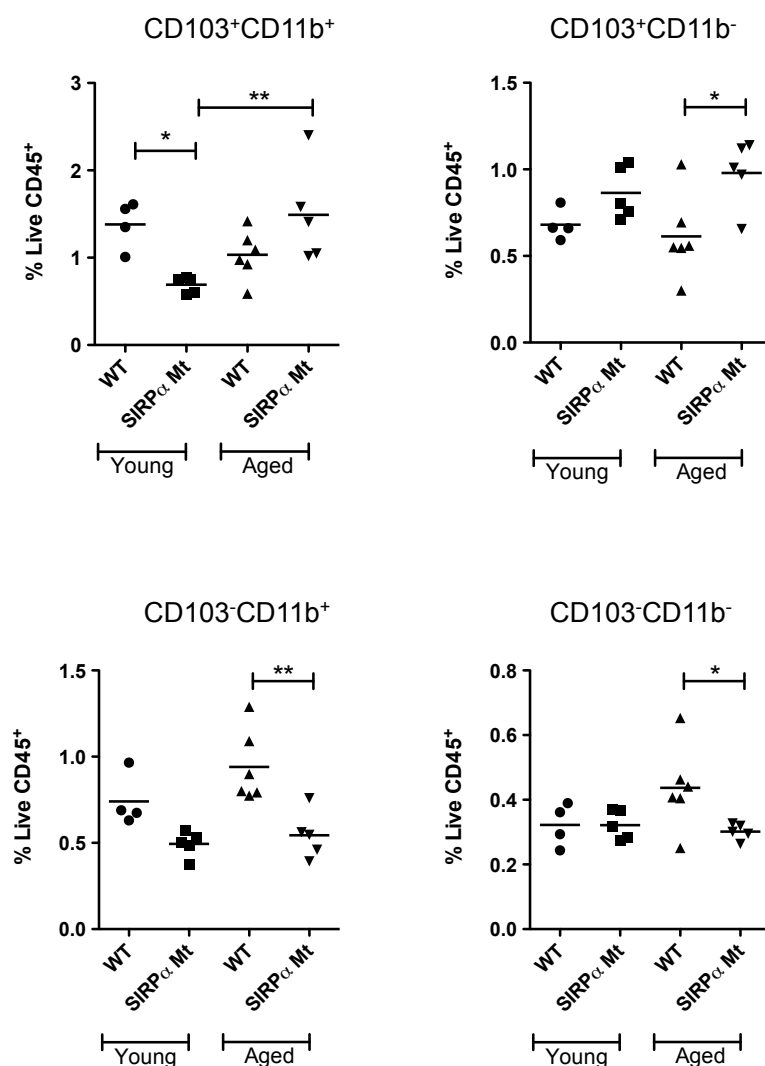 CD103⁺CD11b⁺
% Live CD45⁺
3
2
1
0
*
**
WT
SIRPα Mt
WT
SIRPα Mt
Young
Aged
CD103⁺CD11b⁻
% Live CD45⁺
1.5
1.0
0.5
0.0
*
WT
SIRPα Mt
WT
SIRPα Mt
Young
Aged
CD103⁻CD11b⁺
% Live CD45⁺
1.5
1.0
0.5
0.0
**
WT
SIRPα Mt
WT
SIRPα Mt
Young
Aged
CD103⁻CD11b⁻
% Live CD45⁺
0.8
0.6
0.4
0.2
0.0
*
WT
SIRPα Mt
WT
SIRPα Mt
Young
Aged